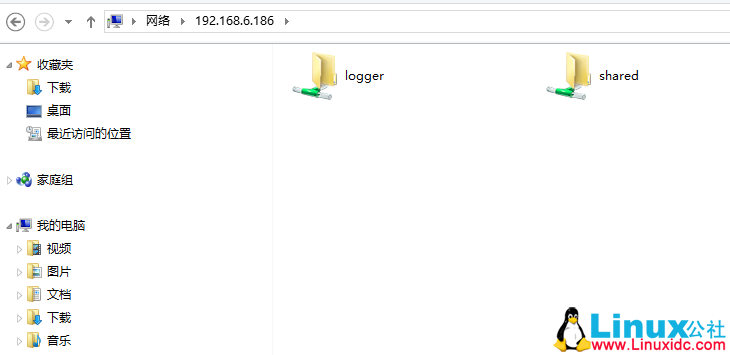 网络 192.168.6.186
收藏夹
下载
桌面
最近访问的位置
家庭组
我的电脑
视频
图片
文档
下载
音乐
logger
shared
Linux公社
www.Linuxidc.com